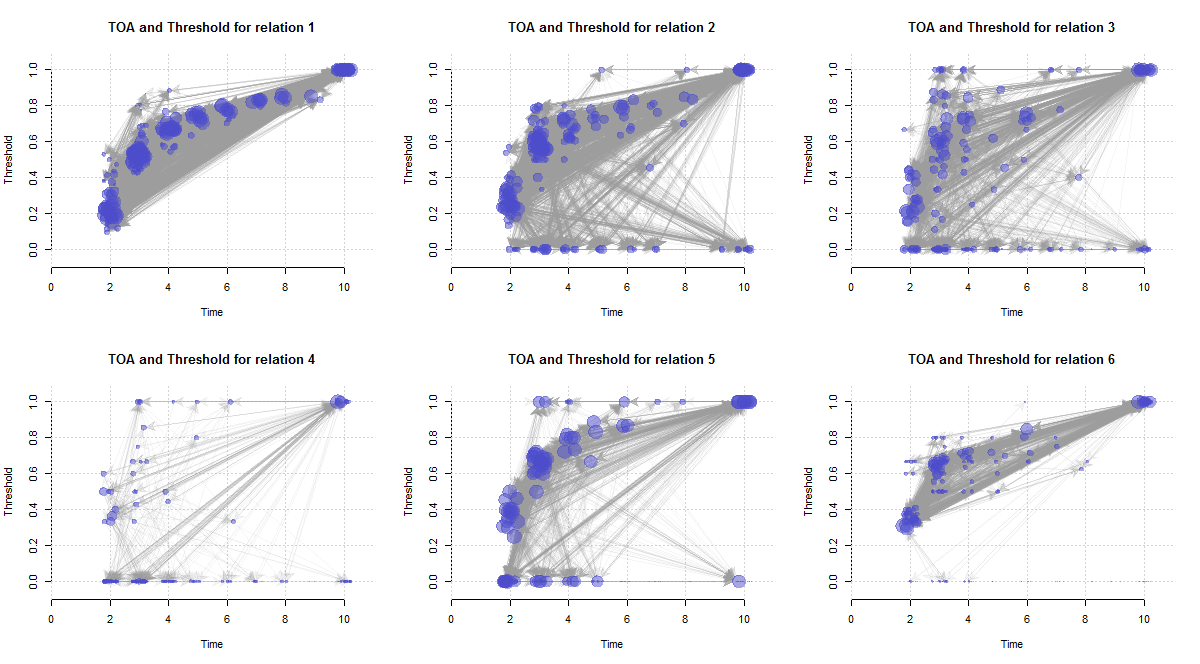 TOA and Threshold for relation 1
Threshold
0.0 0.2 0.4 0.6 0.8 1.0
0 2 4 6 8 10
Time
TOA and Threshold for relation 2
Threshold
0.0 0.2 0.4 0.6 0.8 1.0
0 2 4 6 8 10
Time
TOA and Threshold for relation 3
Threshold
0.0 0.2 0.4 0.6 0.8 1.0
0 2 4 6 8 10
Time
TOA and Threshold for relation 4
Threshold
0.0 0.2 0.4 0.6 0.8 1.0
0 2 4 6 8 10
Time
TOA and Threshold for relation 5
Threshold
0.0 0.2 0.4 0.6 0.8 1.0
0 2 4 6 8 10
Time
TOA and Threshold for relation 6
Threshold
0.0 0.2 0.4 0.6 0.8 1.0
0 2 4 6 8 10
Time